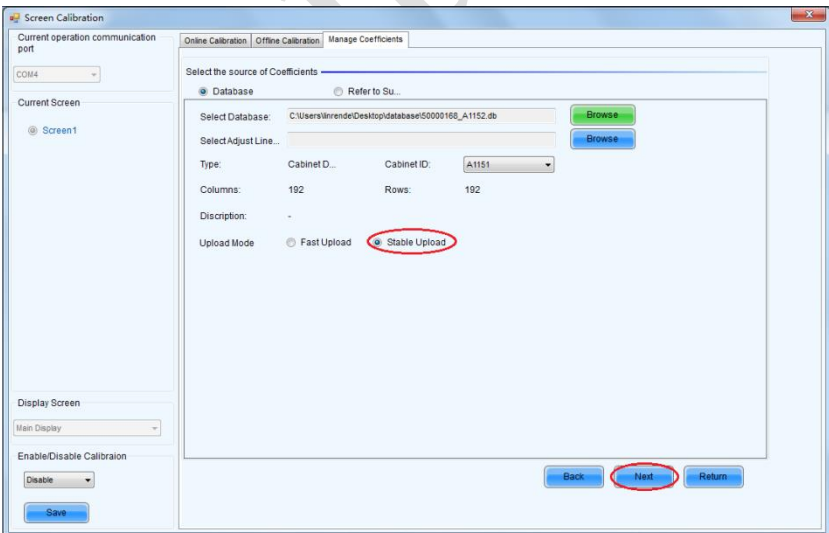 Screen Calibration
Current operation communication
port
COM4
Current Screen
Screen1
Display Screen
Main Display
Enable/Disable Calibraion
Disable
Save
Online Calibration Offline Calibration Manage Coefficients
Select the source of Coefficients
Database Refer to Su...
Select Database: C:\Users\linrende\Desktop\database\50000168_A1152.db Browse
Select Adjust Line... Browse
Type: Cabinet D... Cabinet ID: A1151
Columns: 192 Rows: 192
Discription: -
Upload Mode Fast Upload Stable Upload
Back Next Return